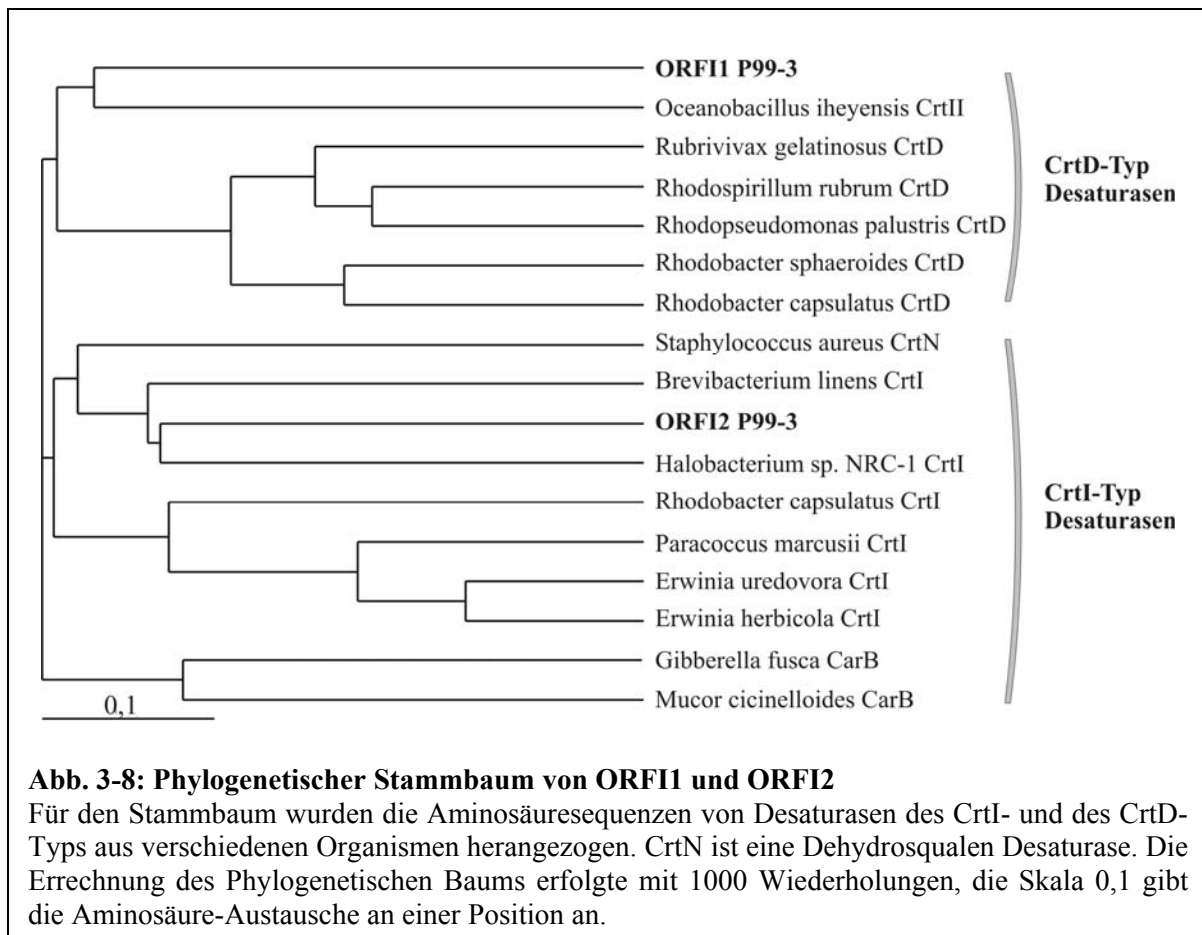 ORFI1 P99-3
Oceanobacillus iheyensis CrtII
Rubrivivax gelatinosus CrtD
Rhodospirillum rubrum CrtD
Rhodopseudomonas palustris CrtD
Rhodobacter sphaeroides CrtD
Rhodobacter capsulatus CrtD
CrtD-Typ
Desaturasen
Staphylococcus aureus CrtN
Brevibacterium linens CrtI
ORFI2 P99-3
Halobacterium sp. NRC-1 CrtI
Rhodobacter capsulatus CrtI
Paracoccus marcusii CrtI
Erwinia uredovora CrtI
Erwinia herbicola CrtI
Gibberella fusca CarB
Mucor cicinelloides CarB
CrtI-Typ
Desaturasen
0,1
Abb. 3-8: Phylogenetischer Stammbaum von ORFI1 und ORFI2
Für den Stammbaum wurden die Aminosäuresequenzen von Desaturasen des CrtI- und des CrtD-
Typs aus verschiedenen Organismen herangezogen. CrtN ist eine Dehydrosqualen Desaturase. Die
Errechnung des Phylogenetischen Baums erfolgte mit 1000 Wiederholungen, die Skala 0,1 gibt
die Aminosäure-Austausche an einer Position an.